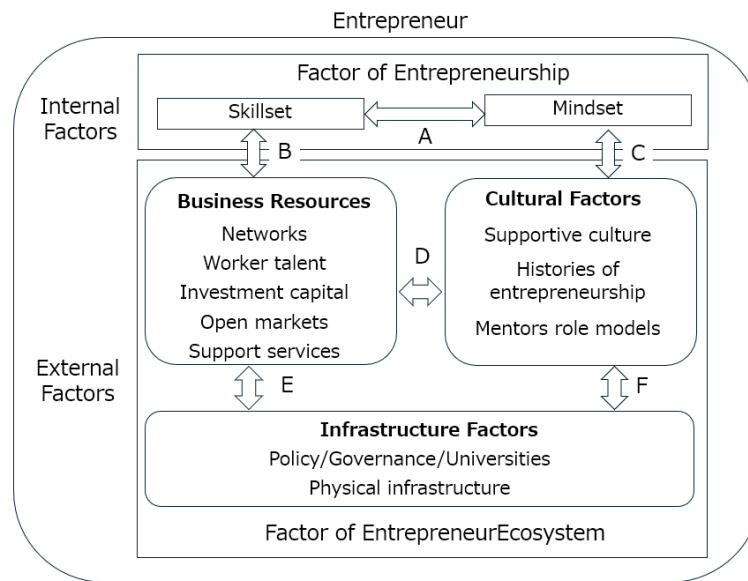 Entrepreneur
Factor of Entrepreneurship
Internal
Factors
Skillset
Mindset
A
B
C
Business Resources
Networks
Worker talent
Investment capital
Open markets
Support services
D
Cultural Factors
Supportive culture
Histories of
entrepreneurship
Mentors role models
External
Factors
E
F
Infrastructure Factors
Policy/Governance/Universities
Physical infrastructure
Factor of EntrepreneurEcosystem